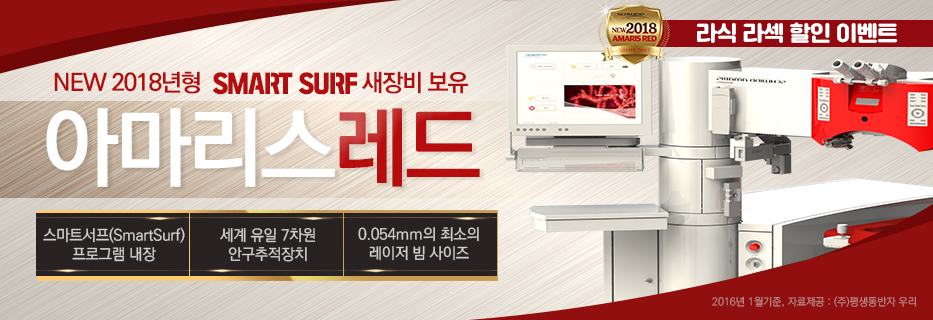 라식 라섹 할인 이벤트
NEW 2018
AMARIS RED
NEW 2018년형 SMART SURF 새장비 보유
아마리스레드
스마트서프(SmartSurf)
프로그램 내장
세계 유일 7차원
안구추적장치
0.054mm의 최소의
레이저 빔 사이즈
2016년 1월기준, 자료제공 : (주)평생동반자 우리